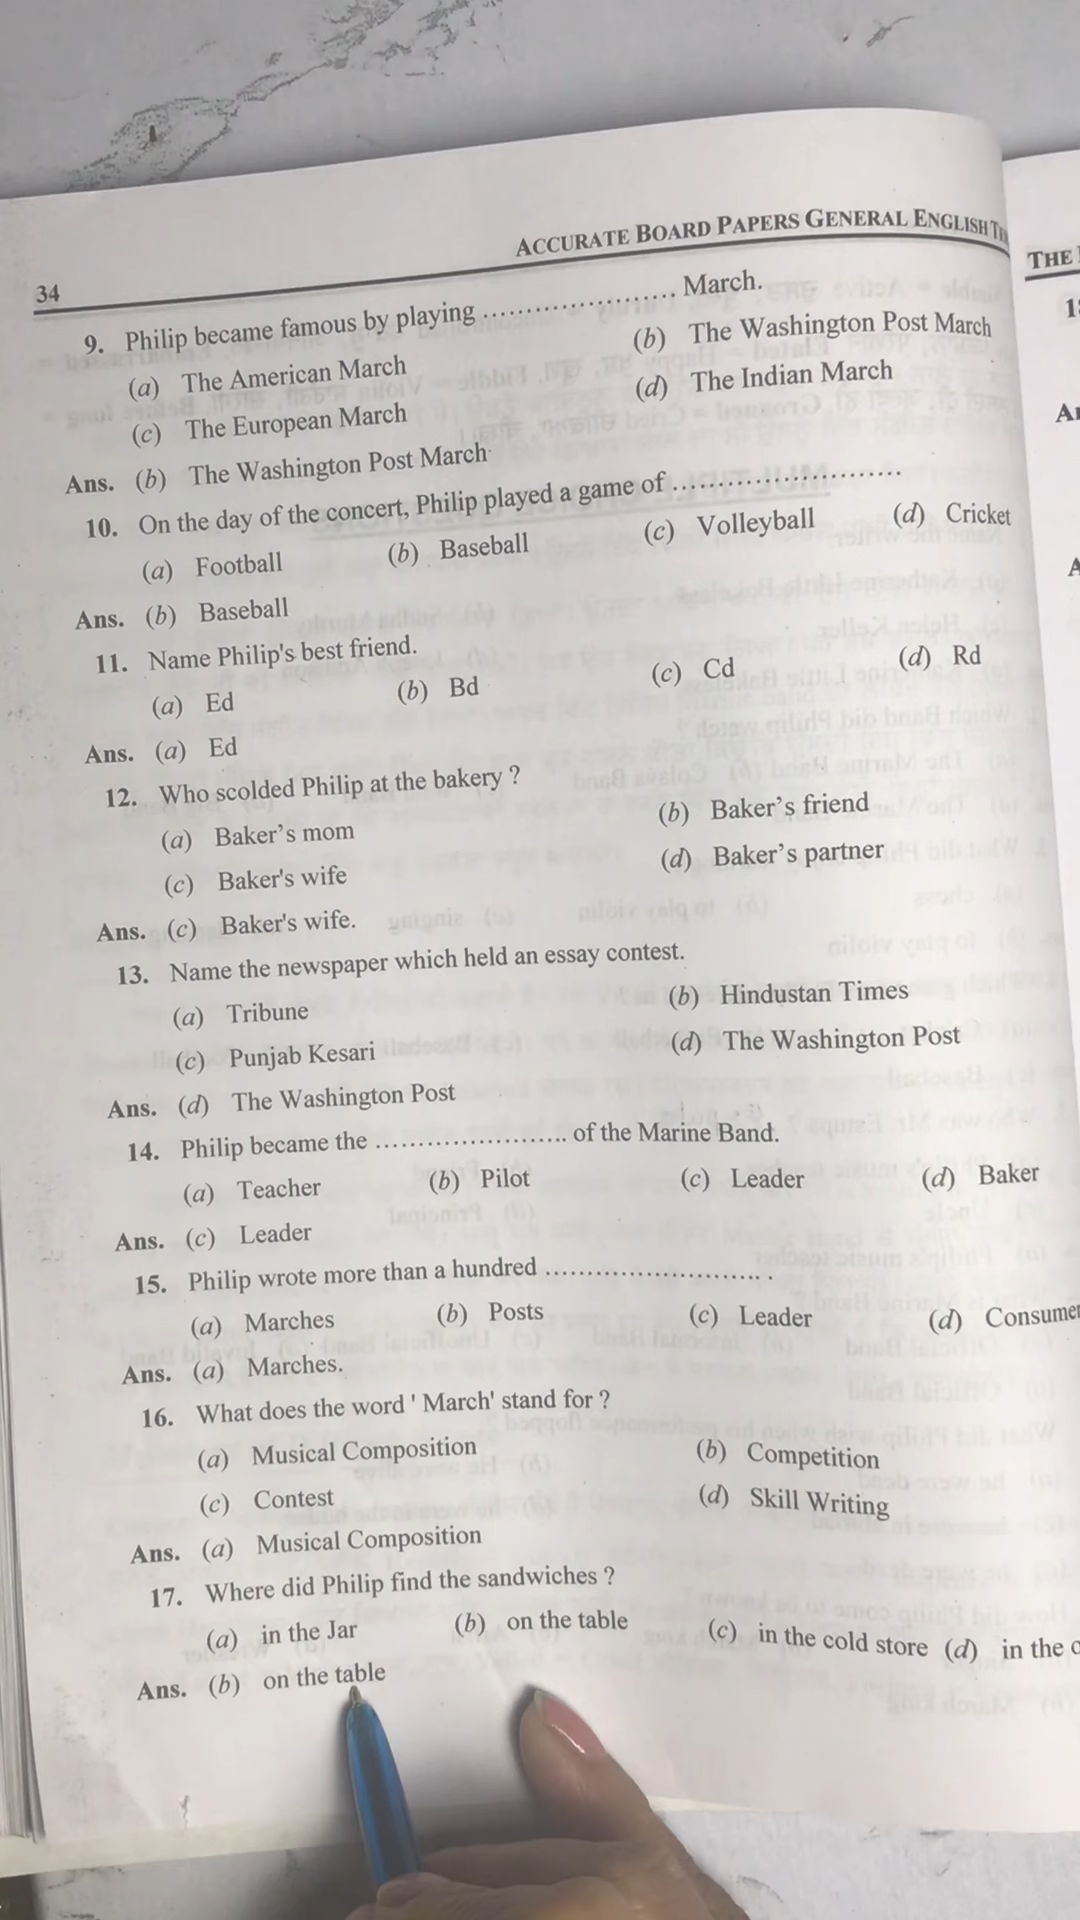 ACCURATE BOARD PAPERS GENERAL ENGLISH
THE
34
9. Philip became famous by playing ........................ March.
(a) The American March (b) The Washington Post March
(c) The European March (d) The Indian March
Ans. (b) The Washington Post March
10. On the day of the concert, Philip played a game of ........................
(a) Football (b) Baseball (c) Volleyball (d) Cricket
Ans. (b) Baseball
11. Name Philip's best friend.
(a) Ed (b) Bd (c) Cd (d) Rd
Ans. (a) Ed
12. Who scolded Philip at the bakery ?
(a) Baker's mom (b) Baker's friend
(c) Baker's wife (d) Baker's partner
Ans. (c) Baker's wife.
13. Name the newspaper which held an essay contest.
(a) Tribune (b) Hindustan Times
(c) Punjab Kesari (d) The Washington Post
Ans. (d) The Washington Post
14. Philip became the ........................ of the Marine Band.
(a) Teacher (b) Pilot (c) Leader (d) Baker
Ans. (c) Leader
15. Philip wrote more than a hundred ........................ .
(a) Marches (b) Posts (c) Leader (d) Consumer
Ans. (a) Marches.
16. What does the word ' March' stand for ?
(a) Musical Composition (b) Competition
(c) Contest (d) Skill Writing
Ans. (a) Musical Composition
17. Where did Philip find the sandwiches ?
(a) in the Jar (b) on the table (c) in the cold store (d) in the
Ans. (b) on the table